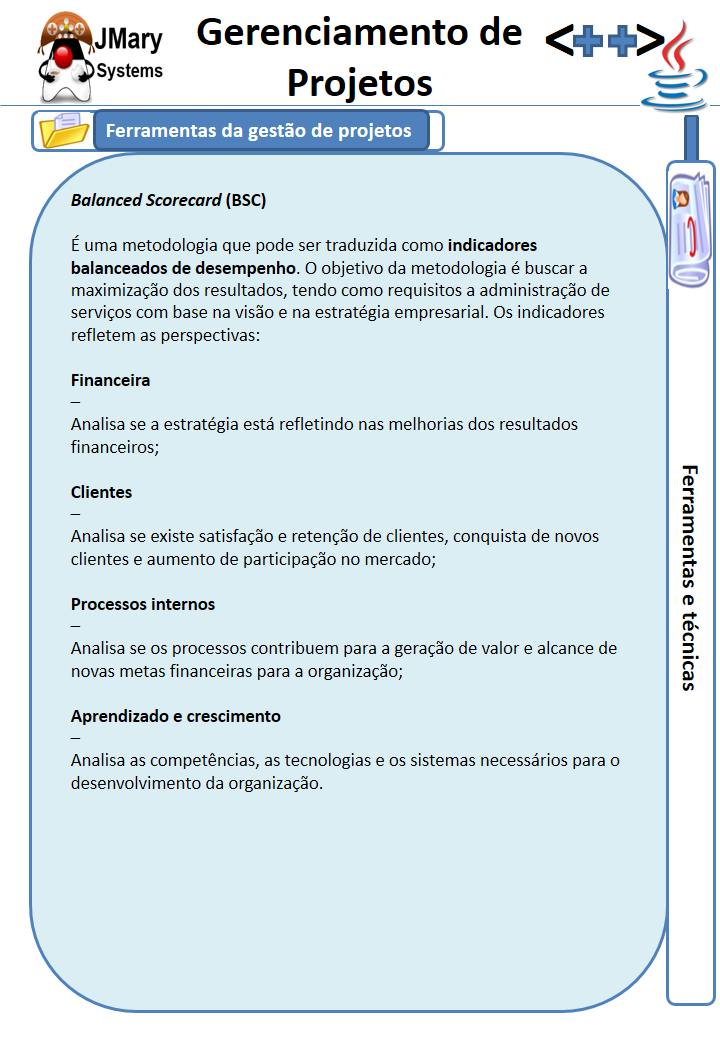 JMary
Systems
Gerenciamento de
Projetos
<++>
Ferramentas da gestão de projetos
Balanced Scorecard (BSC)
É uma metodologia que pode ser traduzida como indicadores
balanceados de desempenho. O objetivo da metodologia é buscar a
maximização dos resultados, tendo como requisitos a administração de
serviços com base na visão e na estratégia empresarial. Os indicadores
refletem as perspectivas:
Financeira
–
Analisa se a estratégia está refletindo nas melhorias dos resultados
financeiros;
Clientes
–
Analisa se existe satisfação e retenção de clientes, conquista de novos
clientes e aumento de participação no mercado;
Processos internos
–
Analisa se os processos contribuem para a geração de valor e alcance de
novas metas financeiras para a organização;
Aprendizado e crescimento
–
Analisa as competências, as tecnologias e os sistemas necessários para o
desenvolvimento da organização.
Ferramentas e técnicas